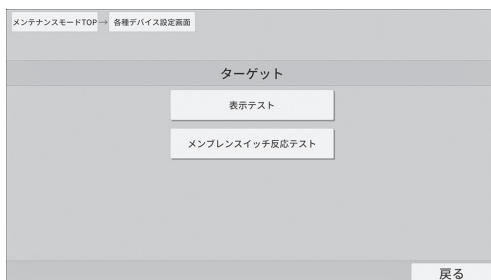 メンテナンスモードTOP→各種デバイス設定画面
ターゲット
表示テスト
メンブレンスイッチ反応テスト
戻る